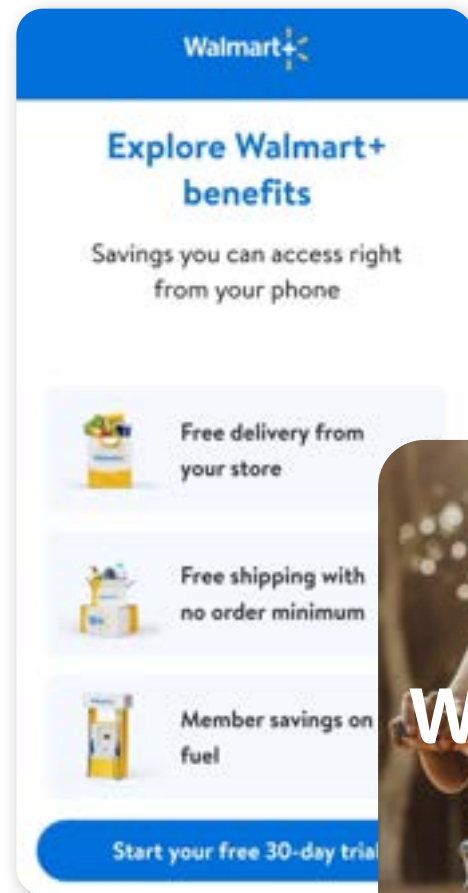 Walmart+
Explore Walmart+
benefits
Savings you can access right
from your phone
Free delivery from
your store
Free shipping with
no order minimum
Member savings on
fuel
Start your free 30-day trial
W